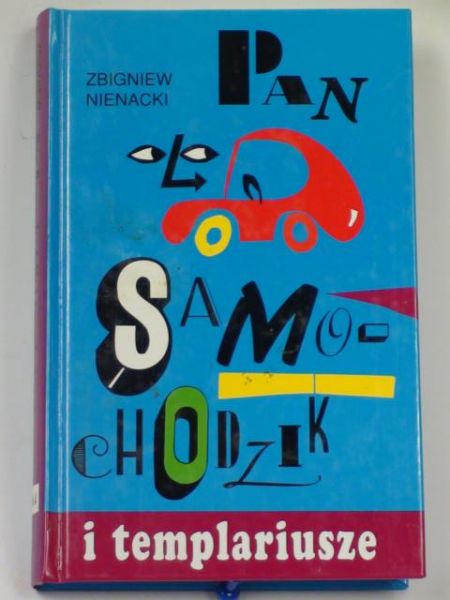 ZBIGNIEW
NIENACKI
PAN
SAMO-
CHODZIK
i templariusze